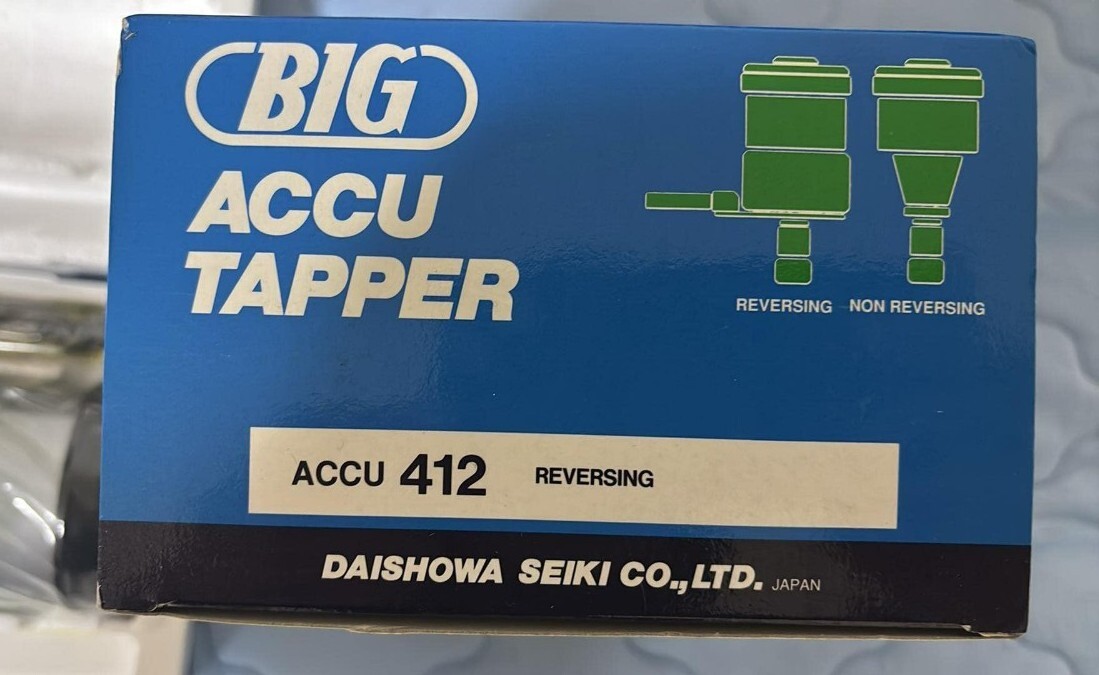 BIG
ACCU
TAPPER
REVERSING NON REVERSING
ACCU 412 REVERSING
DAISHOWA SEIKI CO.,LTD. JAPAN